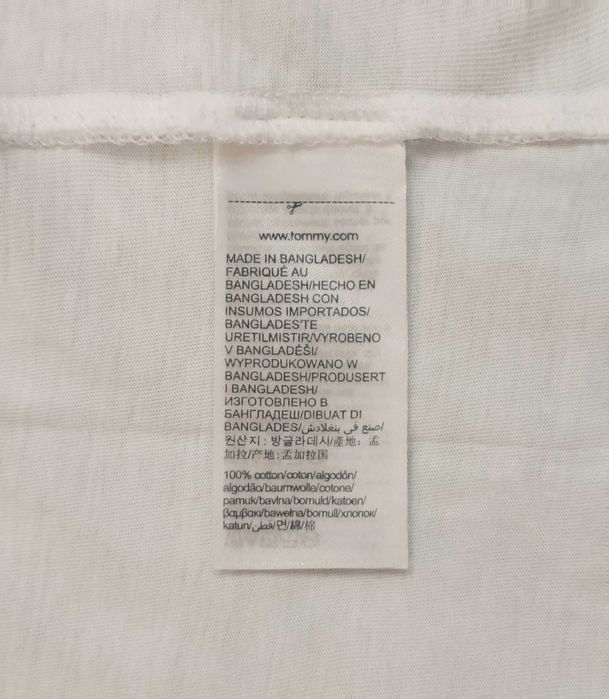 www.tommy.com
MADE IN BANGLADESH/
FABRIQUÉ AU
BANGLADESH/HECHO EN
BANGLADESH CON
INSUMOS IMPORTADOS/
BANGLADEŞ'TE
URETILMISTIR/VYROBENO
V BANGLADÉŠI/
WYPRODUKOWANO W
BANGLADESH/PRODUSERT
I BANGLADESH/
ИЗГОТОВЛЕНО В
БАНГЛАДЕШ/DIBUAT DI
BANGLADES/صنع في بنغلادش/
원산지: 방글라데시/產地: 孟
加拉/产地: 孟加拉国
100% cotton/coton/algodón/
algodão/baumwolle/cotone/
pamuk/bavlna/bomuld/katoen/
βαμβακι/bawełna/bomull/хлопок/
katun/قطن/면/綿/棉